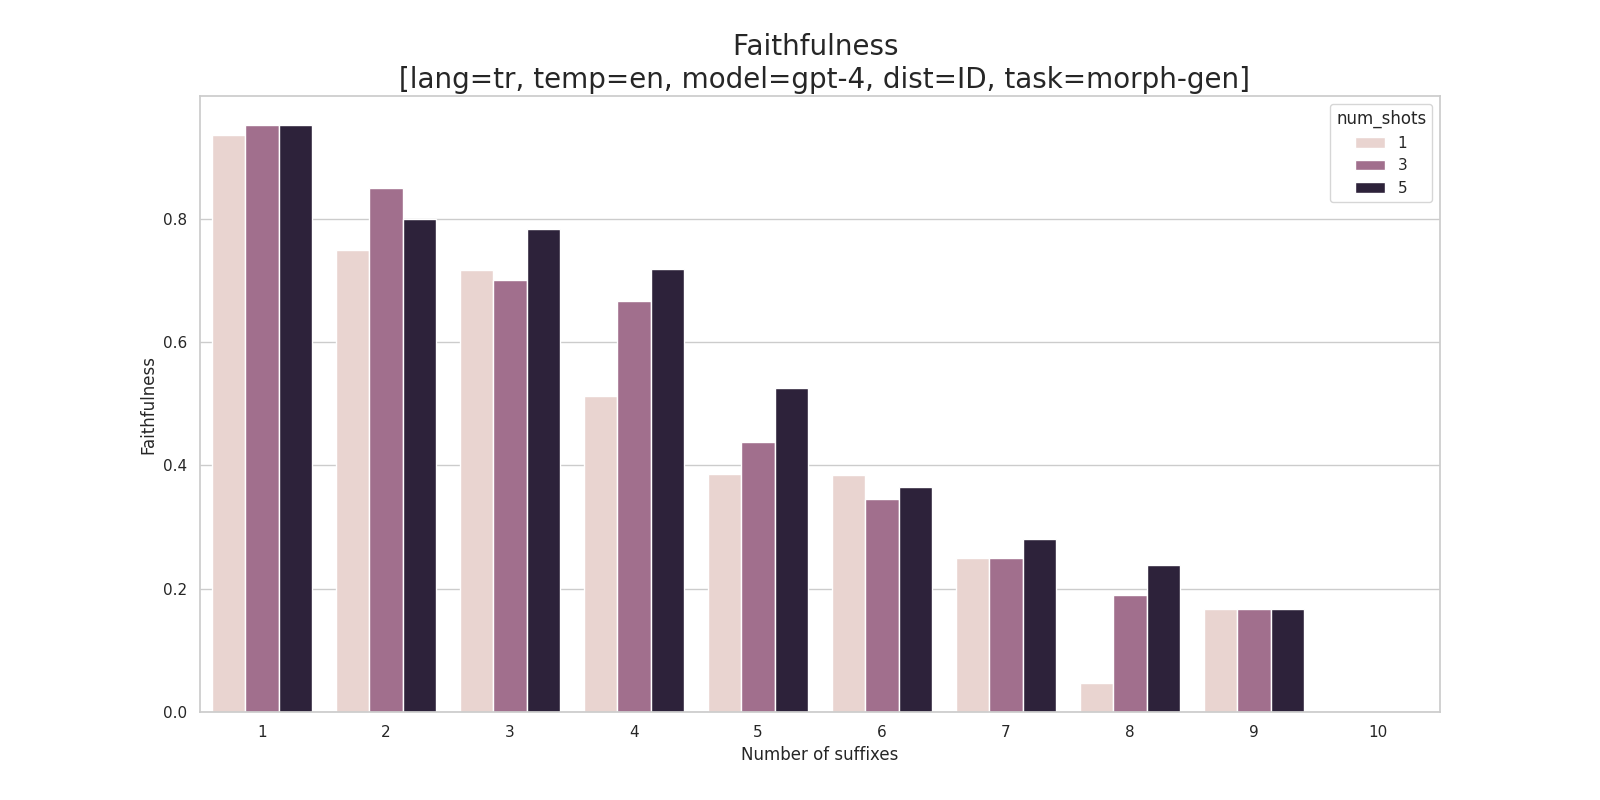 Faithfulness
[lang=tr, temp=en, model=gpt-4, dist=ID, task=morph-gen]
num_shots
1
3
5
Faithfulness
0.8
0.6
0.4
0.2
0.0
1 2 3 4 5 6 7 8 9 10
Number of suffixes